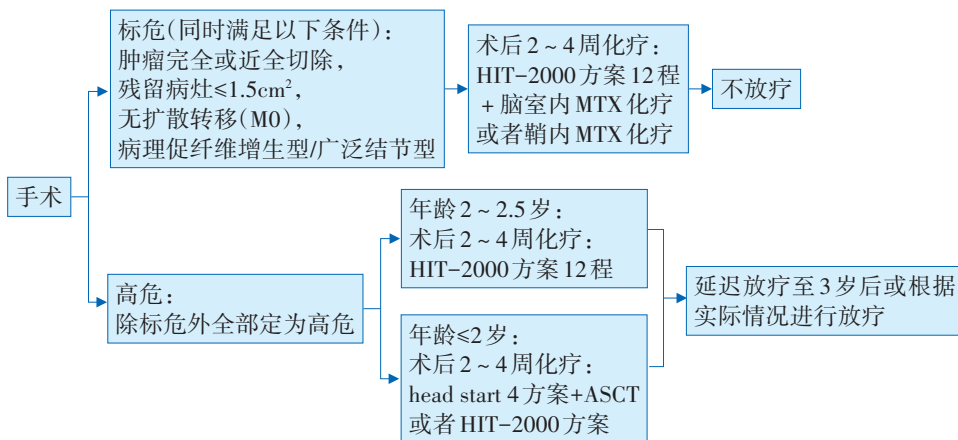 手术
标危(同时满足以下条件):
肿瘤完全或近全切除,
残留病灶≤1.5cm²,
无扩散转移(M0),
病理促纤维增生型/广泛结节型
术后2~4周化疗:
HIT-2000方案12程
+脑室内MTX化疗
或者鞘内MTX化疗
不放疗
高危:
除标危外全部定为高危
年龄2~2.5岁:
术后2~4周化疗:
HIT-2000方案12程
年龄≤2岁:
术后2~4周化疗:
head start 4方案+ASCT
或者HIT-2000方案
延迟放疗至3岁后或根据
实际情况进行放疗